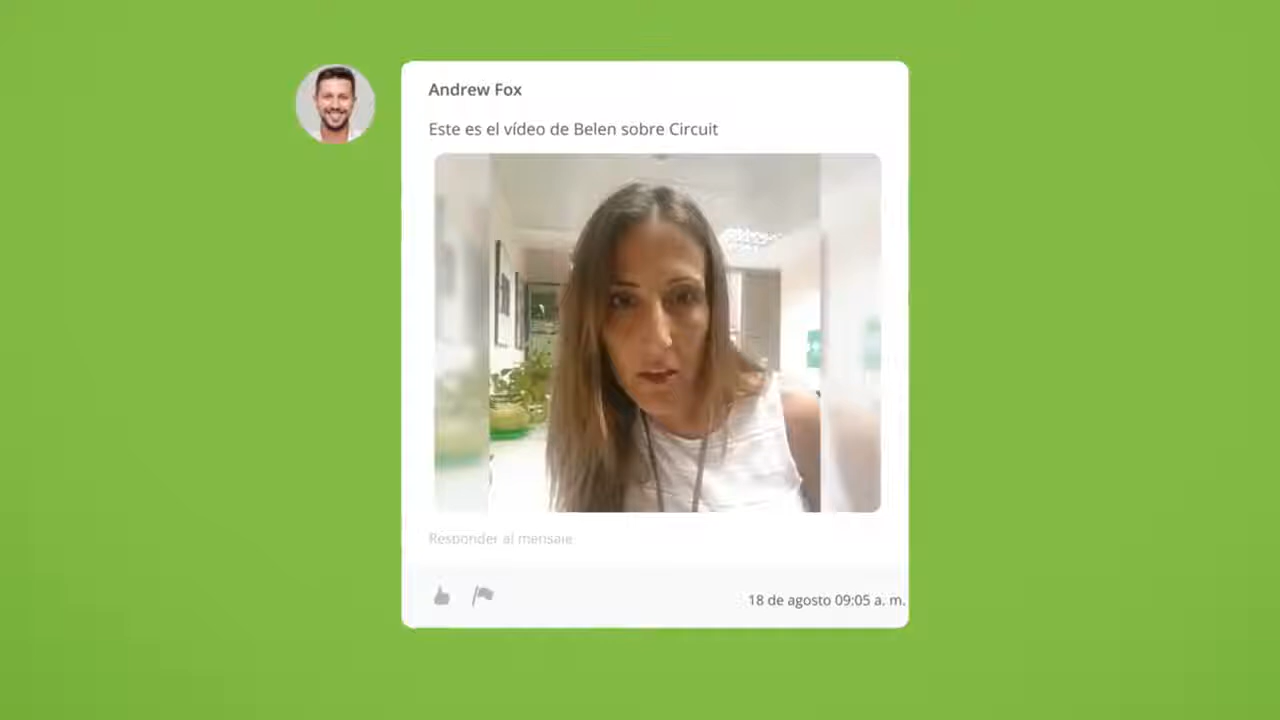 Andrew Fox
Este es el vídeo de Belen sobre Circuit
Responder al mensaje
18 de agosto 09:05 a. m.